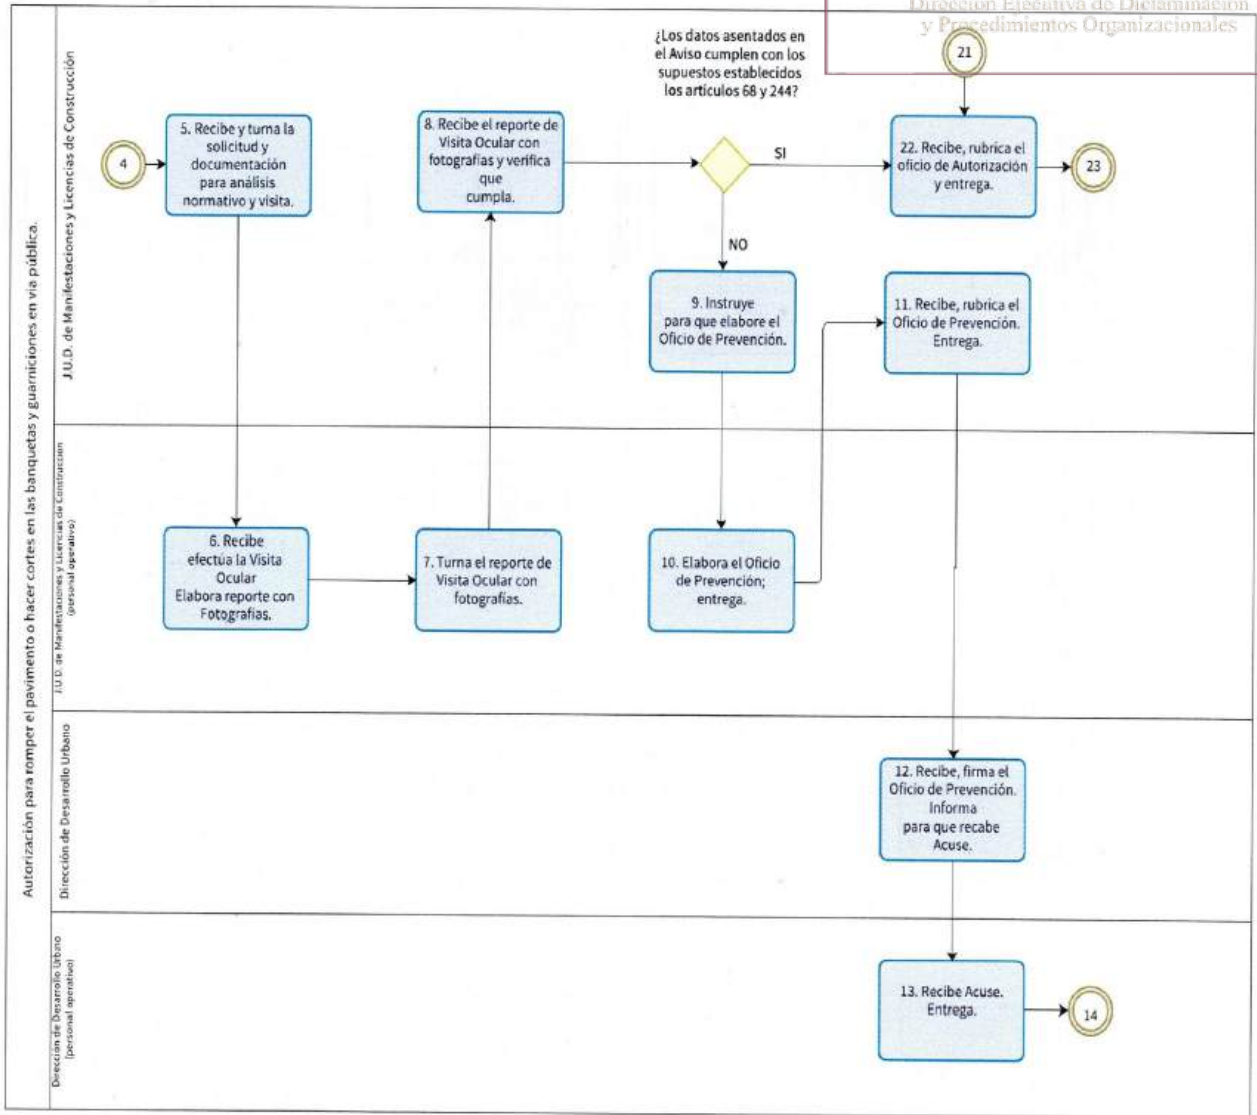 Dirección Ejecutiva de Dictaminación
y Procedimientos Organizacionales
Autorización para romper el pavimento o hacer cortes en las banquetas y guarniciones en vía pública.
J.U.D. de Manifestaciones y Licencias de Construcción
¿Los datos asentados en
el Aviso cumplen con los
supuestos establecidos
los artículos 68 y 244?
21
4
5. Recibe y turna la
solicitud y
documentación
para análisis
normativo y visita.
8. Recibe el reporte de
Visita Ocular con
fotografías y verifica
que
cumpla.
SI
22. Recibe, rubrica el
oficio de Autorización
y entrega.
23
NO
9. Instruye
para que elabore el
Oficio de Prevención.
11. Recibe, rubrica el
Oficio de Prevención.
Entrega.
J.U.D. de Manifestaciones y Licencias de Construcción
(personal operativo)
6. Recibe
efectúa la Visita
Ocular
Elabora reporte con
Fotografías.
7. Turna el reporte de
Visita Ocular con
fotografías.
10. Elabora el Oficio
de Prevención;
entrega.
Dirección de Desarrollo Urbano
12. Recibe, firma el
Oficio de Prevención.
Informa
para que recabe
Acuse.
Dirección de Desarrollo Urbano
(personal operativo)
13. Recibe Acuse.
Entrega.
14